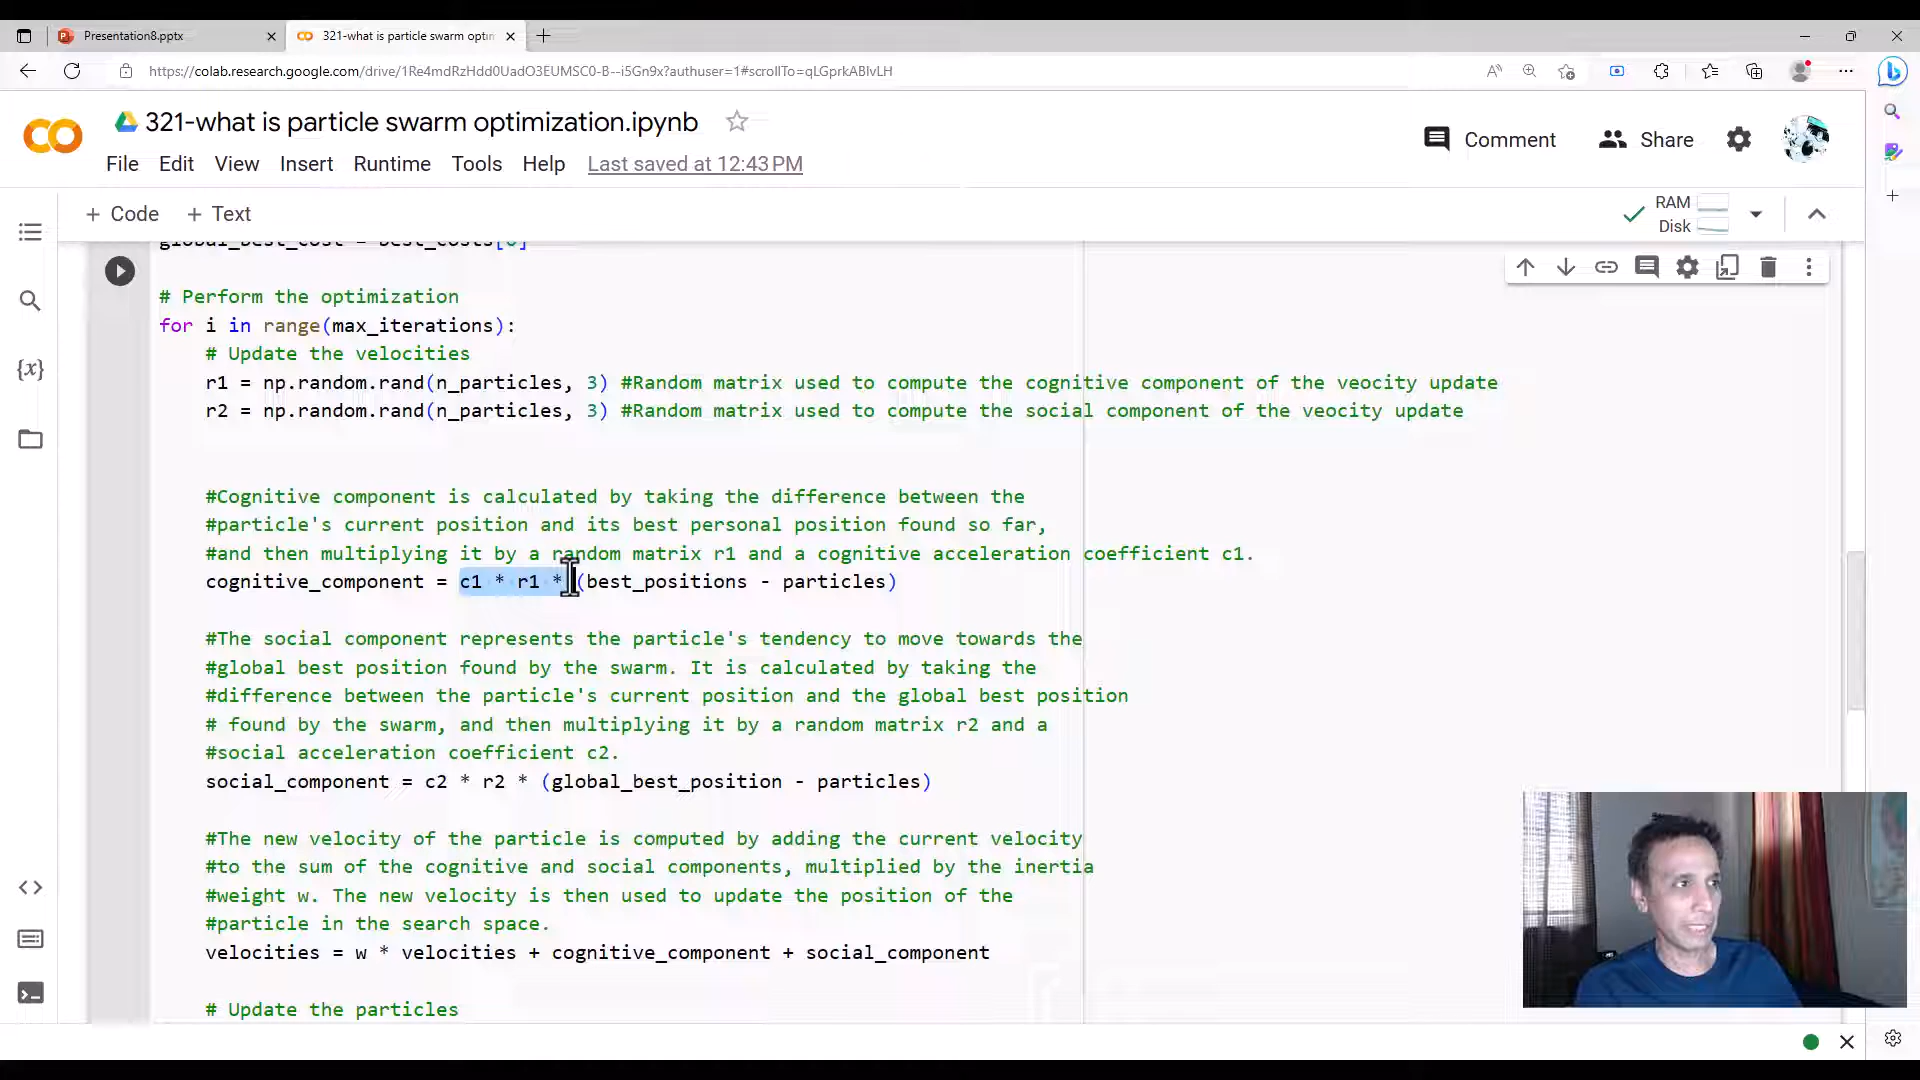 Presentation8.pptx
321-what is particle swarm optim
https://colab.research.google.com/drive/1Re4mdRzHdd0UadO3EUMSC0-B--i5Gn9x?authuser=1#scrollTo=qLGprkABlvLH
321-what is particle swarm optimization.ipynb
Comment
Share
File Edit View Insert Runtime Tools Help Last saved at 12:43 PM
+ Code + Text
RAM
Disk
global_best_cost = best_costs[0]
# Perform the optimization
for i in range(max_iterations):
# Update the velocities
r1 = np.random.rand(n_particles, 3) #Random matrix used to compute the cognitive component of the veocity update
r2 = np.random.rand(n_particles, 3) #Random matrix used to compute the social component of the veocity update
#Cognitive component is calculated by taking the difference between the
#particle's current position and its best personal position found so far,
#and then multiplying it by a random matrix r1 and a cognitive acceleration coefficient c1.
cognitive_component = c1 * r1 * (best_positions - particles)
#The social component represents the particle's tendency to move towards the
#global best position found by the swarm. It is calculated by taking the
#difference between the particle's current position and the global best position
# found by the swarm, and then multiplying it by a random matrix r2 and a
#social acceleration coefficient c2.
social_component = c2 * r2 * (global_best_position - particles)
#The new velocity of the particle is computed by adding the current velocity
#to the sum of the cognitive and social components, multiplied by the inertia
#weight w. The new velocity is then used to update the position of the
#particle in the search space.
velocities = w * velocities + cognitive_component + social_component
# Update the particles